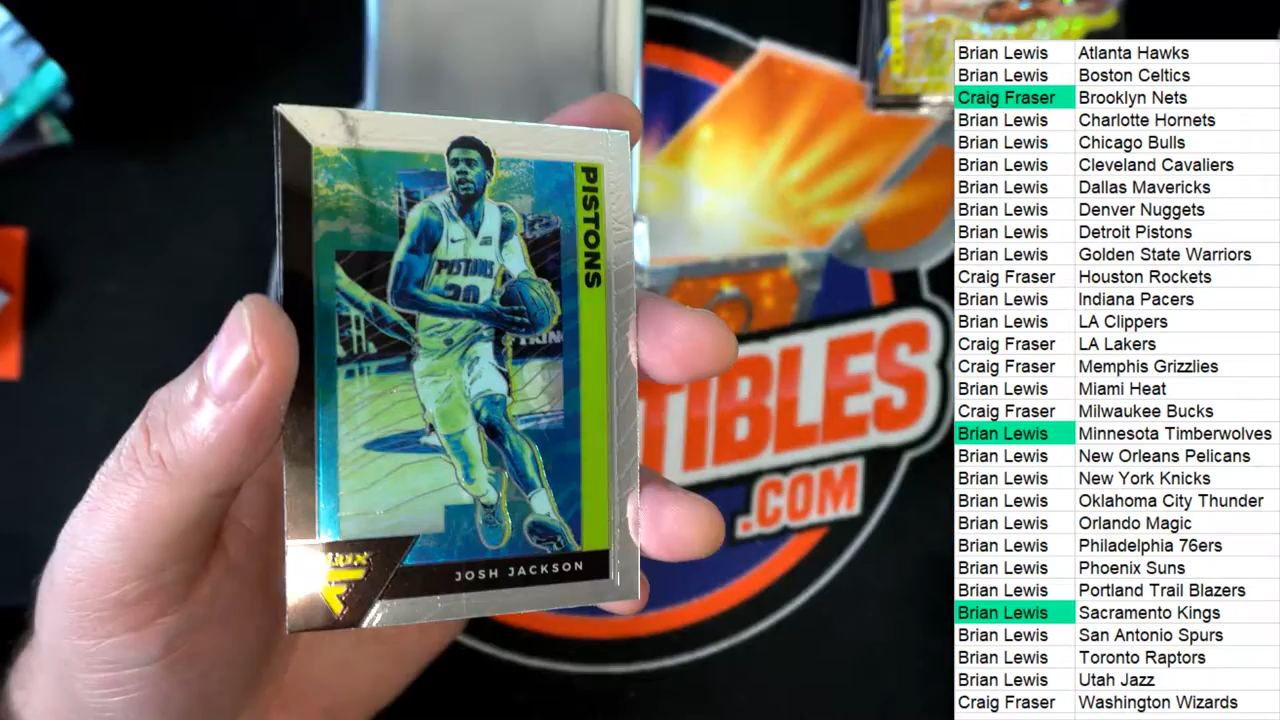 PISTONS
PISTONS
20
FLUX
JOSH JACKSON
TIBLES
.COM
Brian Lewis Atlanta Hawks
Brian Lewis Boston Celtics
Craig Fraser Brooklyn Nets
Brian Lewis Charlotte Hornets
Brian Lewis Chicago Bulls
Brian Lewis Cleveland Cavaliers
Brian Lewis Dallas Mavericks
Brian Lewis Denver Nuggets
Brian Lewis Detroit Pistons
Brian Lewis Golden State Warriors
Craig Fraser Houston Rockets
Brian Lewis Indiana Pacers
Brian Lewis LA Clippers
Craig Fraser LA Lakers
Craig Fraser Memphis Grizzlies
Brian Lewis Miami Heat
Craig Fraser Milwaukee Bucks
Brian Lewis Minnesota Timberwolves
Brian Lewis New Orleans Pelicans
Brian Lewis New York Knicks
Brian Lewis Oklahoma City Thunder
Brian Lewis Orlando Magic
Brian Lewis Philadelphia 76ers
Brian Lewis Phoenix Suns
Brian Lewis Portland Trail Blazers
Brian Lewis Sacramento Kings
Brian Lewis San Antonio Spurs
Brian Lewis Toronto Raptors
Brian Lewis Utah Jazz
Craig Fraser Washington Wizards